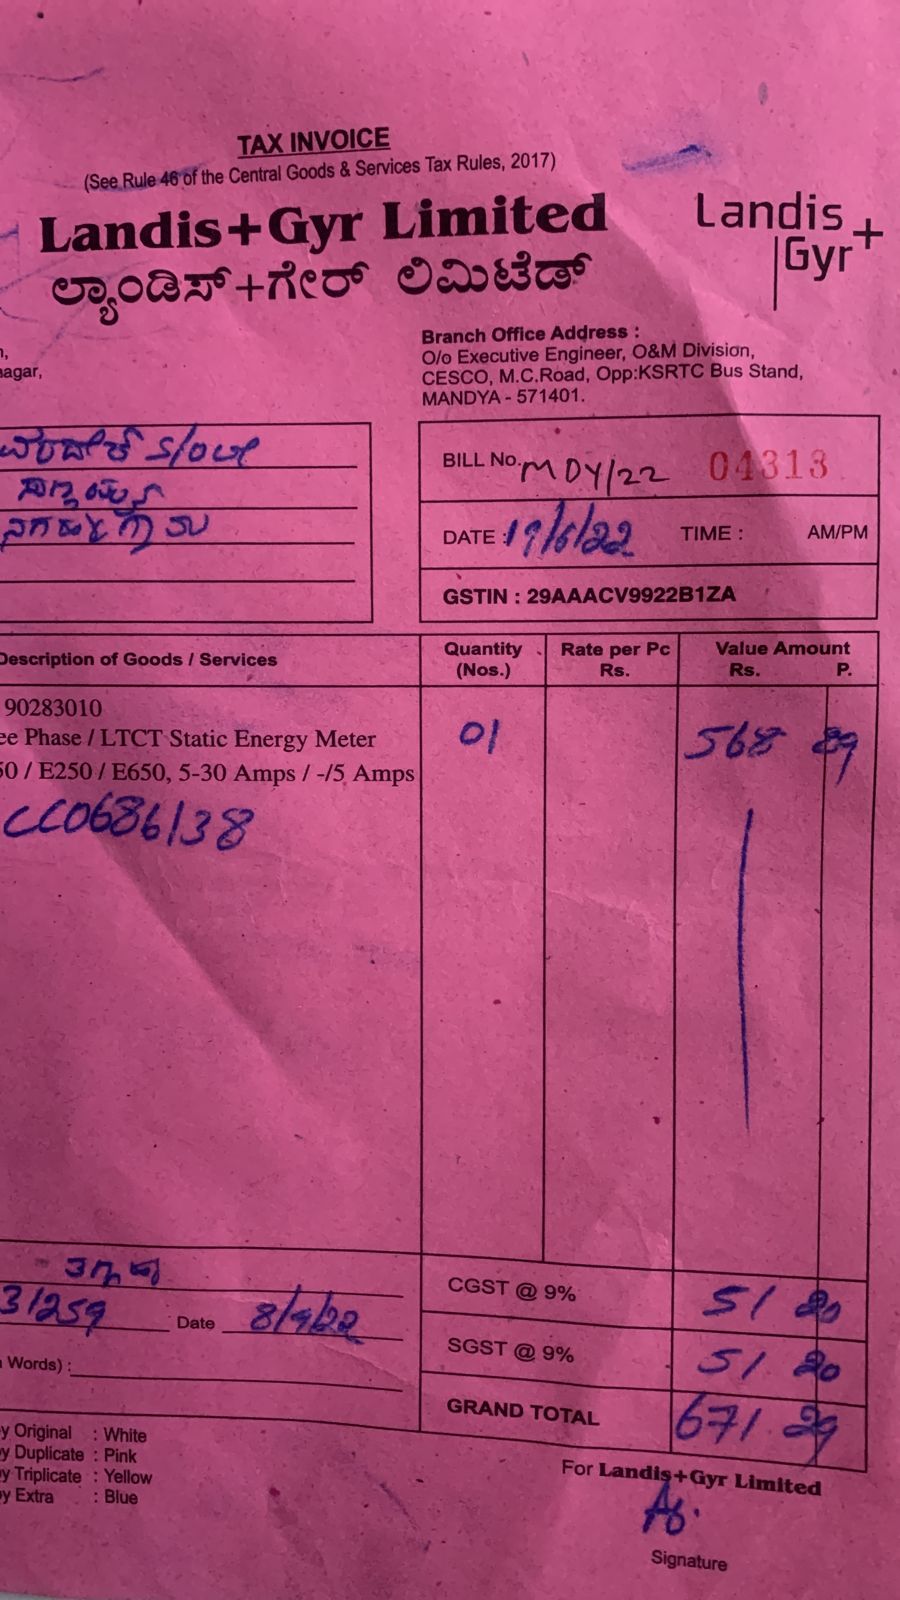 TAX INVOICE
(See Rule 46 of the Central Goods & Services Tax Rules, 2017)
Landis+Gyr Limited
ಲ್ಯಾಂಡಿಸ್+ಗೇರ್ ಲಿಮಿಟೆಡ್
Landis+
Gyr
Branch Office Address :
O/o Executive Engineer, O&M Division,
CESCO, M.C.Road, Opp:KSRTC Bus Stand,
MANDYA - 571401.
agar,
S/o
BILL No. MDY/22 04313
DATE : 19/6/22 TIME : AM/PM
GSTIN : 29AAACV9922B1ZA
Description of Goods / Services Quantity (Nos.) Rate per Pc Rs. Value Amount Rs. P.
90283010
ee Phase / LTCT Static Energy Meter 01 568 89
50 / E250 / E650, 5-30 Amps / -/5 Amps
CC0686138
CGST @ 9% 51 20
31259 Date 8/9/22
SGST @ 9% 51 20
Words) :
GRAND TOTAL 671 29
y Original : White
y Duplicate : Pink
y Triplicate : Yellow
y Extra : Blue
For Landis+Gyr Limited
Signature